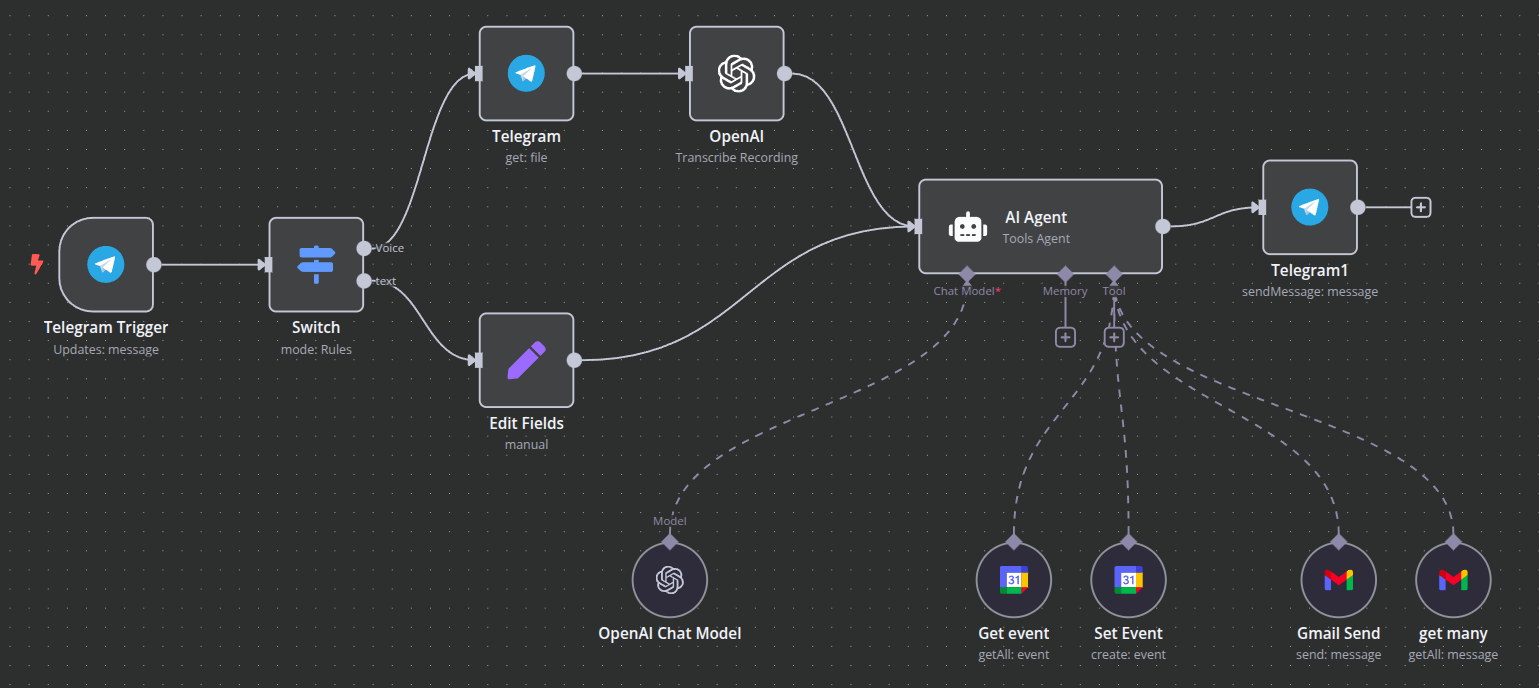 Telegram
get: file
OpenAI
Transcribe Recording
Telegram Trigger
Updates: message
Switch
mode: Rules
Voice
text
Edit Fields
manual
AI Agent
Tools Agent
Chat Model*
Memory
Tool
Telegram1
sendMessage: message
Model
OpenAI Chat Model
31
Get event
getAll: event
31
Set Event
create: event
Gmail Send
send: message
get many
getAll: message